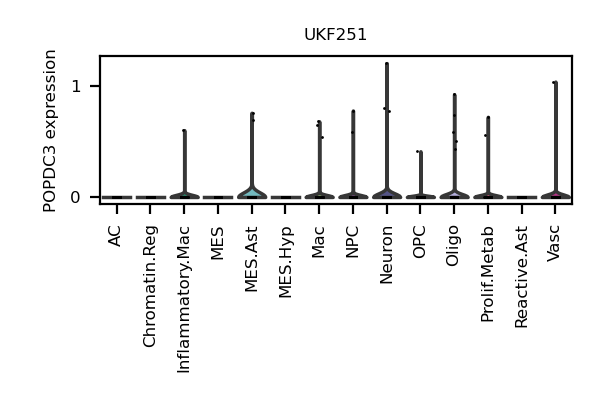 UKF251
POPDC3 expression
1
0
AC
Chromatin.Reg
Inflammatory.Mac
MES
MES.Ast
MES.Hyp
Mac
NPC
Neuron
OPC
Oligo
Prolif.Metab
Reactive.Ast
Vasc